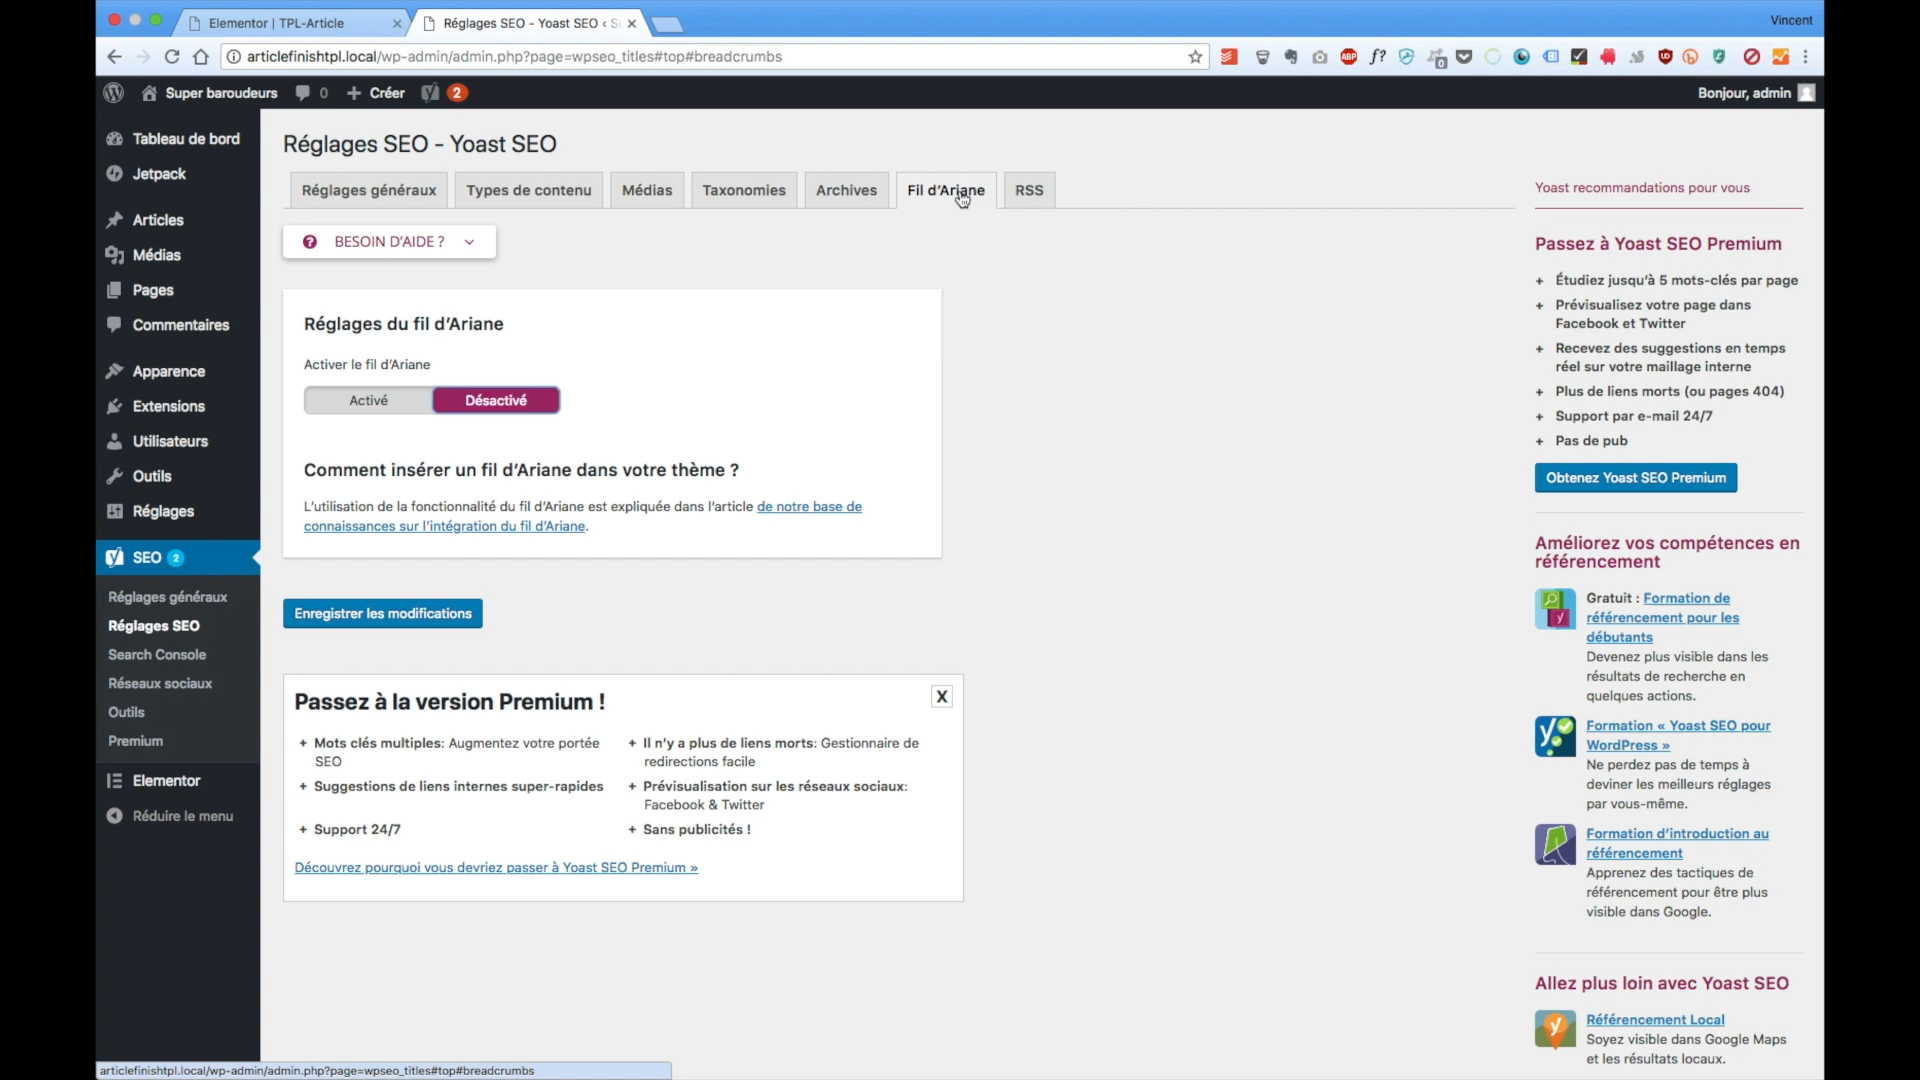 Elementor | TPL-Article
Réglages SEO - Yoast SEO ‹ S
Vincent
articlefinishtpl.local/wp-admin/admin.php?page=wpseo_titles#top#breadcrumbs
Super baroudeurs
0
Créer
2
Bonjour, admin
Tableau de bord
Jetpack
Articles
Médias
Pages
Commentaires
Apparence
Extensions
Utilisateurs
Outils
Réglages
SEO 2
Réglages généraux
Réglages SEO
Search Console
Réseaux sociaux
Outils
Premium
Elementor
Réduire le menu
Réglages SEO - Yoast SEO
Réglages généraux
Types de contenu
Médias
Taxonomies
Archives
Fil d'Ariane
RSS
BESOIN D'AIDE ?
Réglages du fil d'Ariane
Activer le fil d'Ariane
Activé
Désactivé
Comment insérer un fil d'Ariane dans votre thème ?
L'utilisation de la fonctionnalité du fil d'Ariane est expliquée dans l'article de notre base de
connaissances sur l'intégration du fil d'Ariane.
Enregistrer les modifications
Passez à la version Premium !
X
+ Mots clés multiples: Augmentez votre portée
SEO
+ Il n'y a plus de liens morts: Gestionnaire de
redirections facile
+ Suggestions de liens internes super-rapides
+ Prévisualisation sur les réseaux sociaux:
Facebook & Twitter
+ Support 24/7
+ Sans publicités !
Découvrez pourquoi vous devriez passer à Yoast SEO Premium »
Yoast recommandations pour vous
Passez à Yoast SEO Premium
+ Étudiez jusqu'à 5 mots-clés par page
+ Prévisualisez votre page dans
Facebook et Twitter
+ Recevez des suggestions en temps
réel sur votre maillage interne
+ Plus de liens morts (ou pages 404)
+ Support par e-mail 24/7
+ Pas de pub
Obtenez Yoast SEO Premium
Améliorez vos compétences en
référencement
Gratuit : Formation de
référencement pour les
débutants
Devenez plus visible dans les
résultats de recherche en
quelques actions.
Formation « Yoast SEO pour
WordPress »
Ne perdez pas de temps à
deviner les meilleurs réglages
par vous-même.
Formation d'introduction au
référencement
Apprenez des tactiques de
référencement pour être plus
visible dans Google.
Allez plus loin avec Yoast SEO
Référencement Local
Soyez visible dans Google Maps
et les résultats locaux.
articlefinishtpl.local/wp-admin/admin.php?page=wpseo_titles#top#breadcrumbs